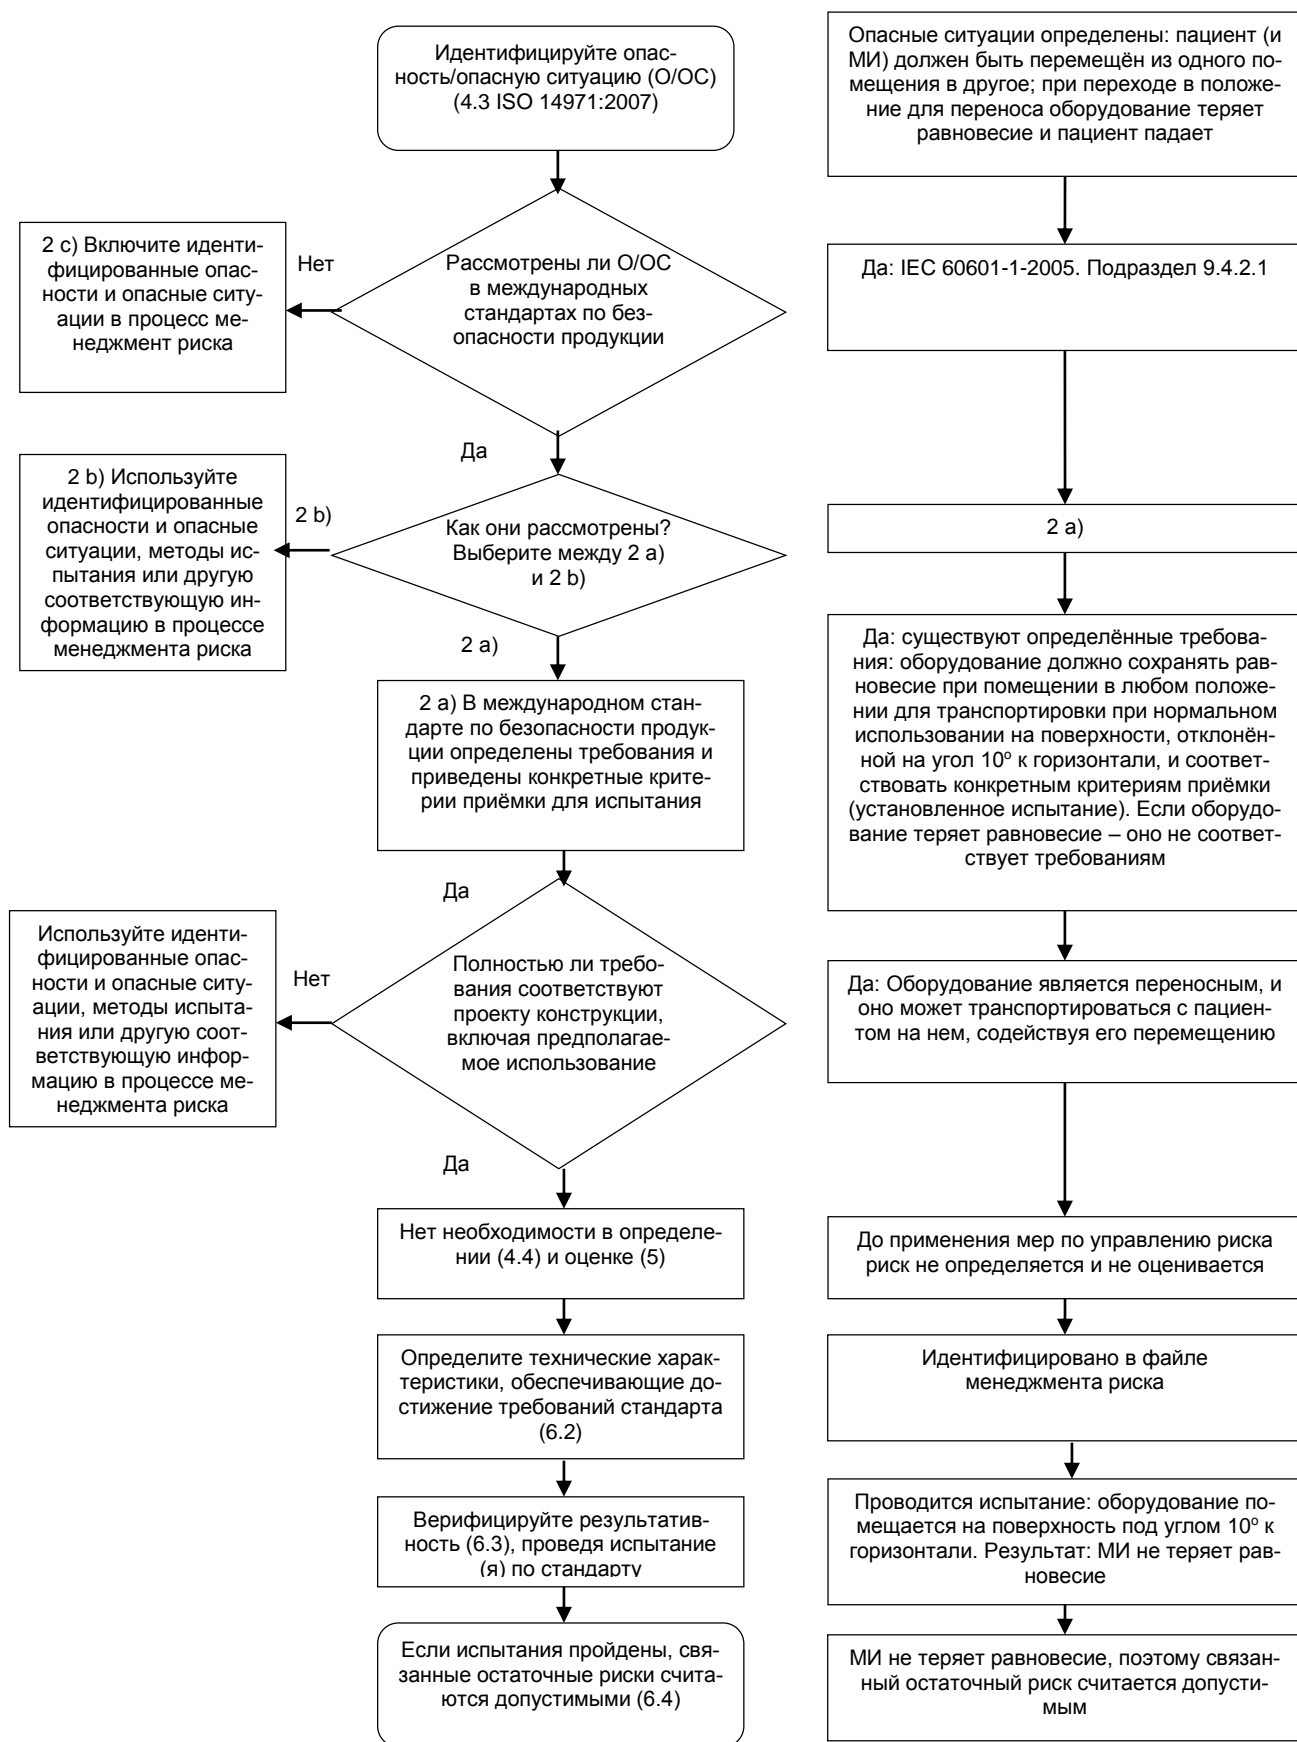 Идентифицируйте опас-
ность/опасную ситуацию (О/ОС)
(4.3 ISO 14971:2007)
Опасные ситуации определены: пациент (и
МИ) должен быть перемещён из одного по-
мещения в другое; при переходе в положе-
ние для переноса оборудование теряет
равновесие и пациент падает
2 c) Включите иденти-
фицированные опас-
ности и опасные ситу-
ации в процесс ме-
неджмент риска
Нет
Рассмотрены ли О/ОС
в международных
стандартах по без-
опасности продукции
Да: IEC 60601-1-2005. Подраздел 9.4.2.1
Да
2 b) Используйте
идентифицированные
опасности и опасные
ситуации, методы ис-
пытания или другую
соответствующую ин-
формацию в процессе
менеджмента риска
2 b)
Как они рассмотрены?
Выберите между 2 a)
и 2 b)
2 a)
2 a)
2 a) В международном стан-
дарте по безопасности продук-
ции определены требования и
приведены конкретные крите-
рии приёмки для испытания
Да: существуют определённые требова-
ния: оборудование должно сохранять рав-
новесие при помещении в любом положе-
нии для транспортировки при нормальном
использовании на поверхности, отклонён-
ной на угол 10º к горизонтали, и соответ-
ствовать конкретным критериям приёмки
(установленное испытание). Если оборудо-
вание теряет равновесие – оно не соответ-
ствует требованиям
Да
Используйте иденти-
фицированные опас-
ности и опасные ситу-
ации, методы испыта-
ния или другую соот-
ветствующую инфор-
мацию в процессе ме-
неджмента риска
Нет
Полностью ли требо-
вания соответствуют
проекту конструкции,
включая предполагае-
мое использование
Да: Оборудование является переносным, и
оно может транспортироваться с пациен-
том на нем, содействуя его перемещению
Да
Нет необходимости в определе-
нии (4.4) и оценке (5)
До применения мер по управлению риска
риск не определяется и не оценивается
Определите технические харак-
теристики, обеспечивающие до-
стижение требований стандарта
(6.2)
Идентифицировано в файле
менеджмента риска
Верифицируйте результатив-
ность (6.3), проведя испытание
(я) по стандарту
Проводится испытание: оборудование по-
мещается на поверхность под углом 10º к
горизонтали. Результат: МИ не теряет рав-
новесие
Если испытания пройдены, свя-
занные остаточные риски счита-
ются допустимыми (6.4)
МИ не теряет равновесие, поэтому связан-
ный остаточный риск считается допусти-
мым